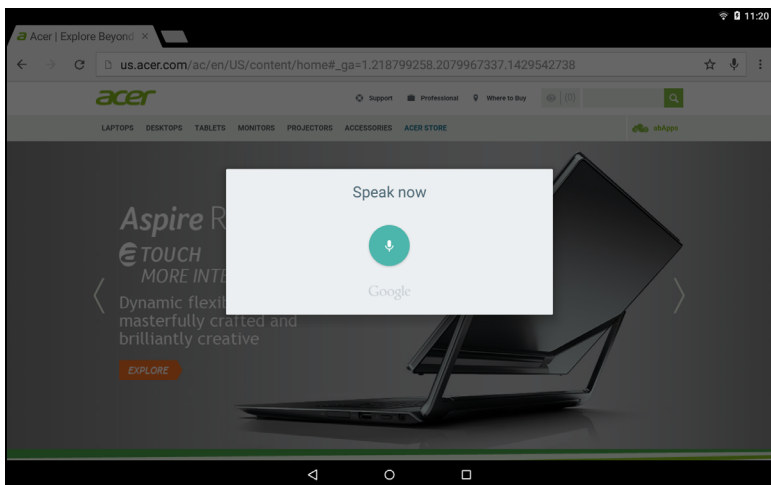 11:20
Acer | Explore Beyond
us.acer.com/ac/en/US/content/home#_ga=1.218799258.2079967337.1429542738
acer
Support Professional Where to Buy (0)
LAPTOPS DESKTOPS TABLETS MONITORS PROJECTORS ACCESSORIES ACER STORE abApps
Speak now
Google
Aspire R
TOUCH
MORE INTE
Dynamic flexi
masterfully crafted and
brilliantly creative
EXPLORE